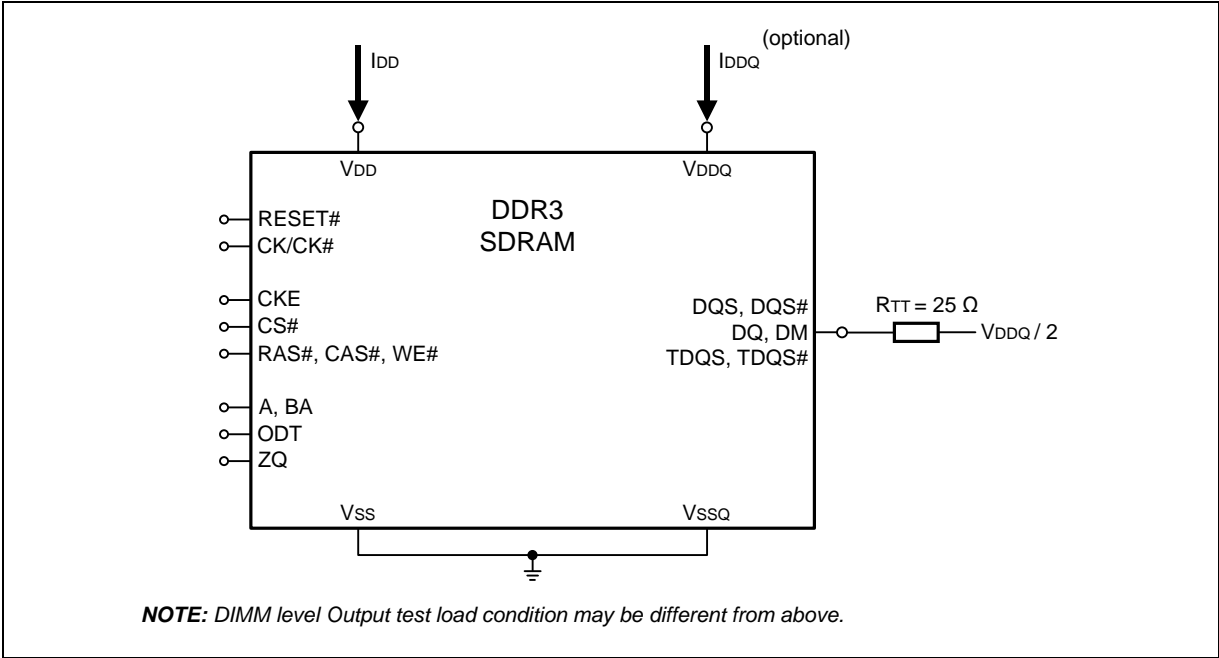 (optional)
IDD
IDDQ
VDD
VDDQ
DDR3
SDRAM
RESET#
CK/CK#
CKE
CS#
RAS#, CAS#, WE#
A, BA
ODT
ZQ
DQS, DQS#
DQ, DM
TDQS, TDQS#
RTT = 25 Ω
VDDQ / 2
VSS
VSSQ
NOTE: DIMM level Output test load condition may be different from above.